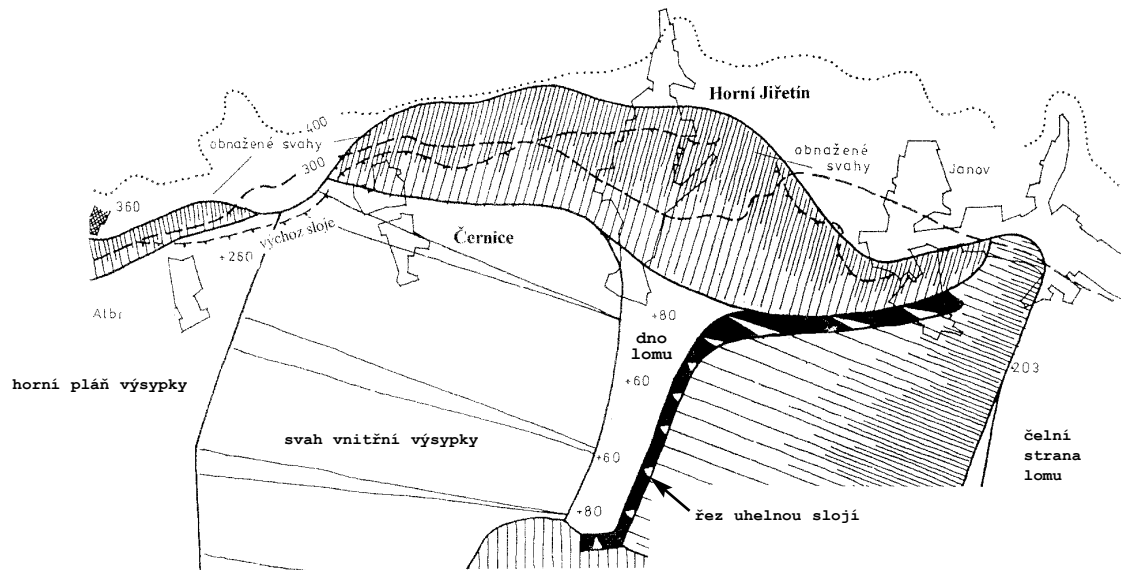 Horní Jiřetín
400
obnažené svahy
300
360
výchoz sloje
+260
Černice
obnažené
svahy
Janov
Albr
+80
dno
lomu
+60
203
horní pláň výsypky
svah vnitřní výsypky
čelní
strana
lomu
+60
+80
řez uhelnou slojí